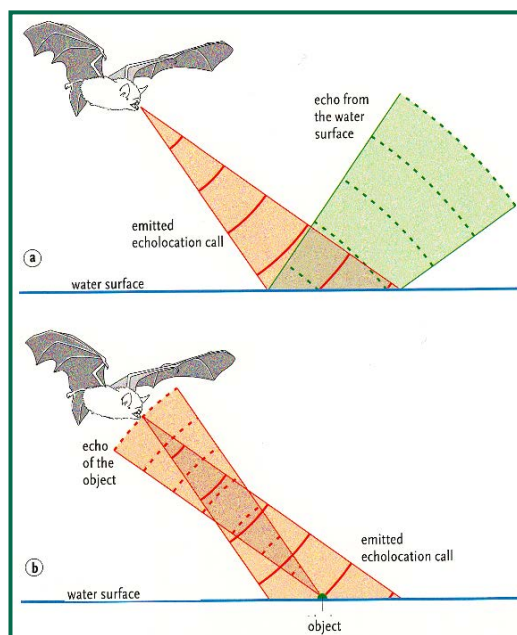 echo from
the water
surface
emitted
echolocation call
a
water surface
echo
of the
object
emitted
echolocation call
b
water surface
object